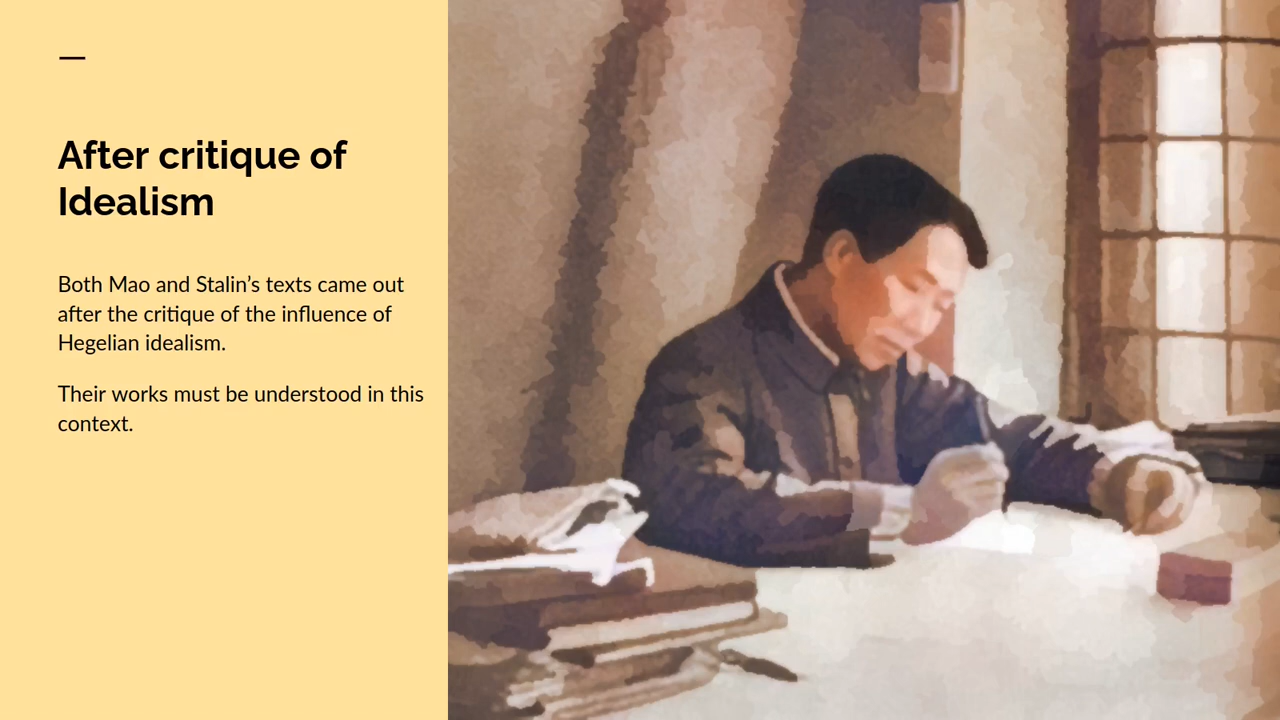 After critique of
Idealism
Both Mao and Stalin’s texts came out
after the critique of the influence of
Hegelian idealism.
Their works must be understood in this
context.